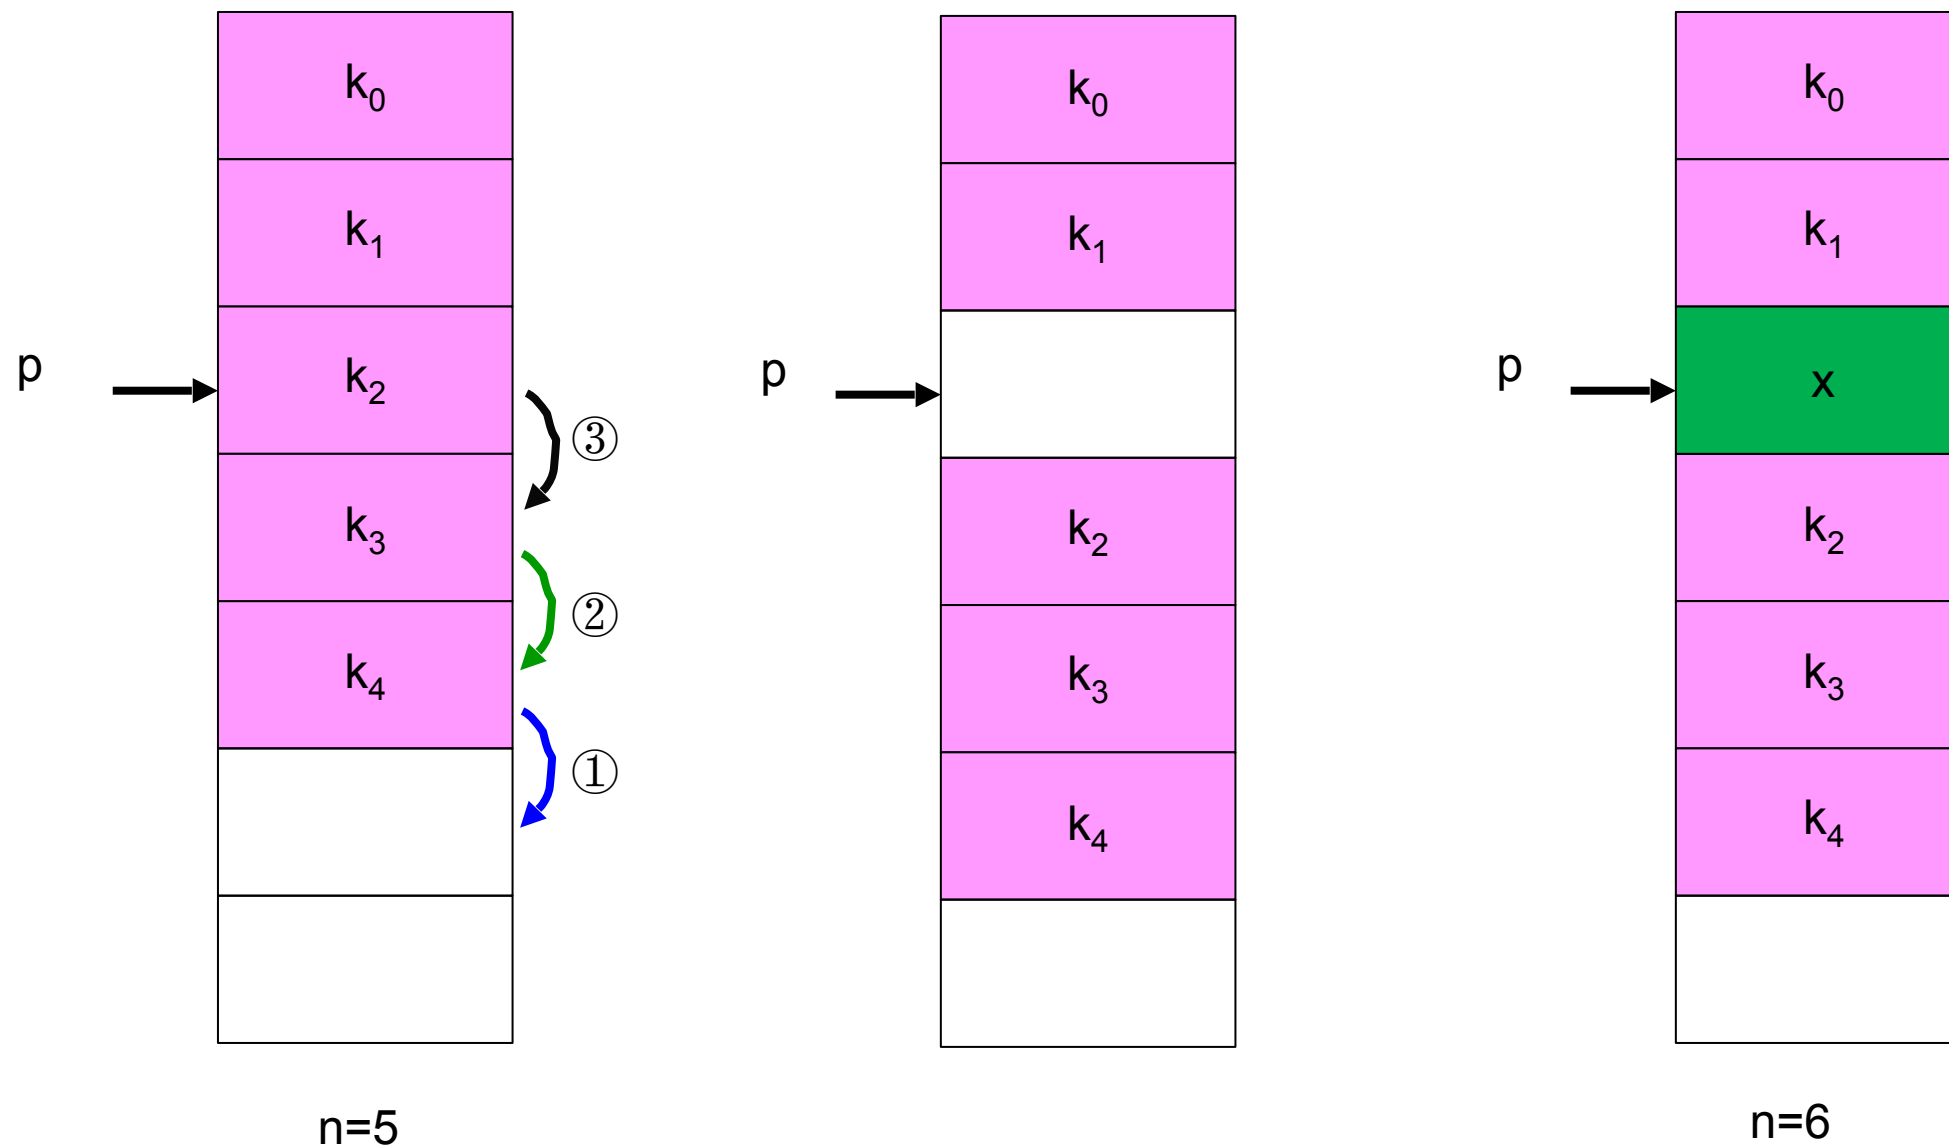 k₀
k₁
p
k₂
③
k₃
②
k₄
①
n=5
k₀
k₁
p
k₂
k₃
k₄
k₀
k₁
p
x
k₂
k₃
k₄
n=6